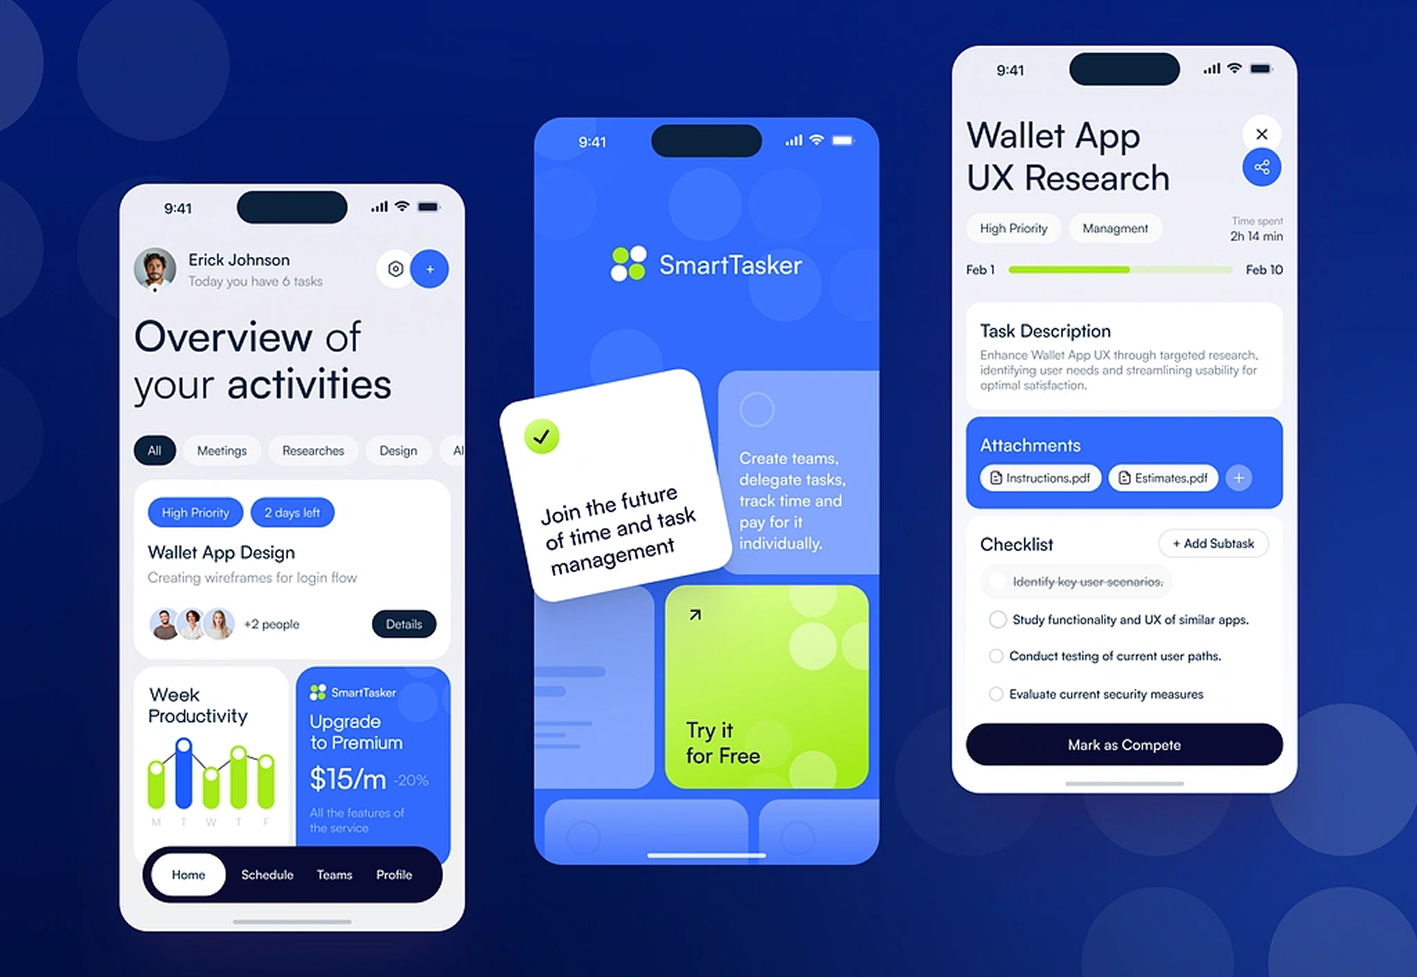 9:41
Erick Johnson
Today you have 6 tasks
+
Overview of
your activities
All
Meetings
Researches
Design
Al
High Priority
2 days left
Wallet App Design
Creating wireframes for login flow
+2 people
Details
Week
Productivity
M T W T F
SmartTasker
Upgrade
to Premium
$15/m -20%
All the features of
the service
Home
Schedule
Teams
Profile
9:41
SmartTasker
Join the future
of time and task
management
Create teams,
delegate tasks,
track time and
pay for it
individually.
Try it
for Free
9:41
Wallet App
UX Research
High Priority
Managment
Time spent
2h 14 min
Feb 1
Feb 10
Task Description
Enhance Wallet App UX through targeted research,
identifying user needs and streamlining usability for
optimal satisfaction.
Attachments
Instructions.pdf
Estimates.pdf
+
Checklist
+ Add Subtask
Identify key user scenarios.
Study functionality and UX of similar apps.
Conduct testing of current user paths.
Evaluate current security measures
Mark as Compete